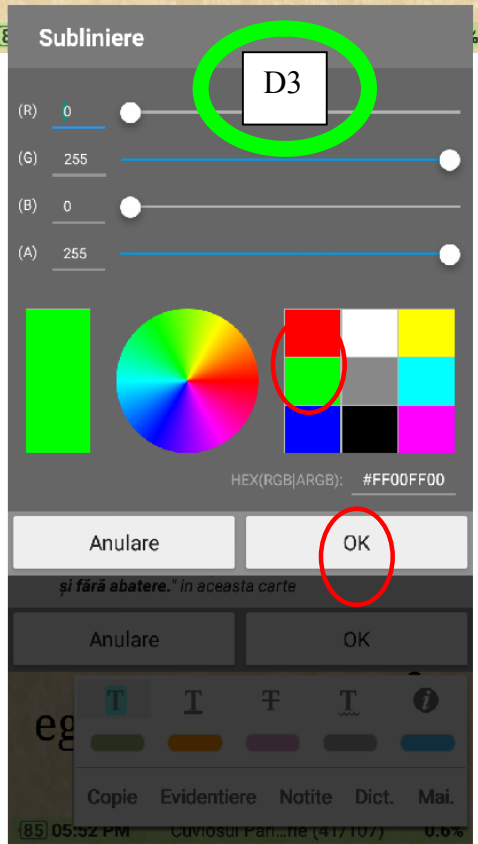 Subliniere
D3
(R) 0
(G) 255
(B) 0
(A) 255
HEX(RGB|ARGB): #FF00FF00
Anulare OK
și fără abatere." in aceasta carte
Anulare OK
T T T T i
eg
Copie Evidentiere Notite Dict. Mai.
85 05:52 PM Cuviosul Par...ne (41/107) 0.6%